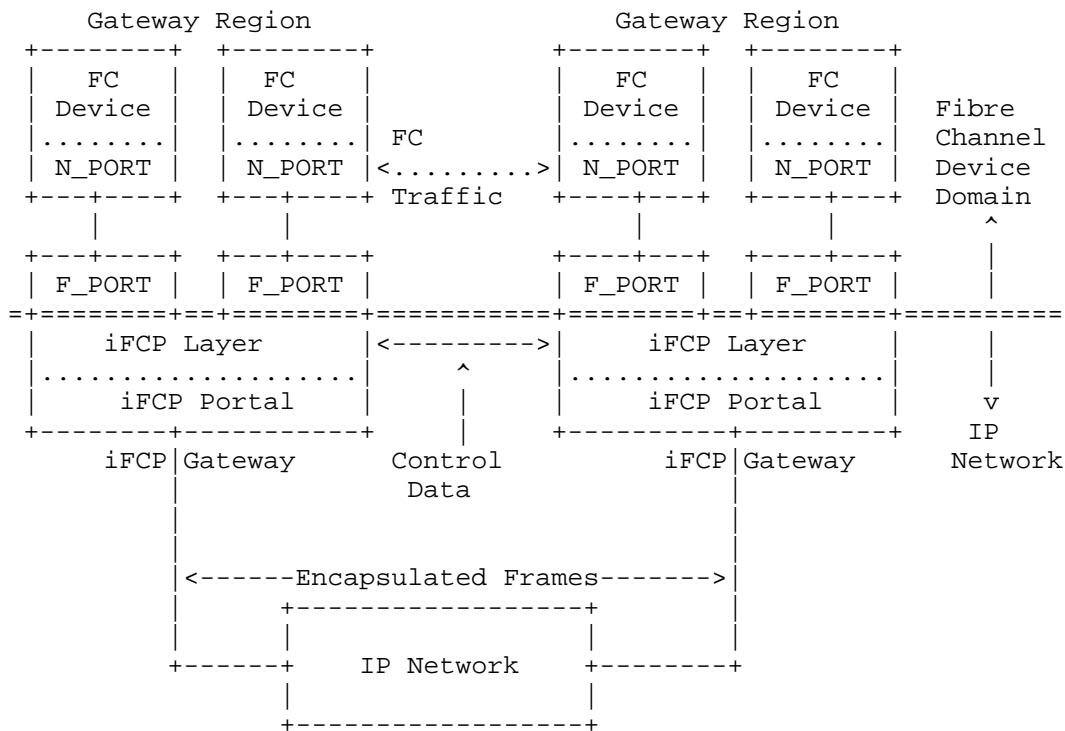 Gateway Region Gateway Region
FC FC FC FC
Device Device Device Device Fibre
FC Channel
N_PORT N_PORT N_PORT N_PORT Device
Traffic Domain
F_PORT F_PORT F_PORT F_PORT
iFCP Layer iFCP Layer
iFCP Portal iFCP Portal
IP
iFCP Gateway Control iFCP Gateway Network
Data
Encapsulated Frames
IP Network